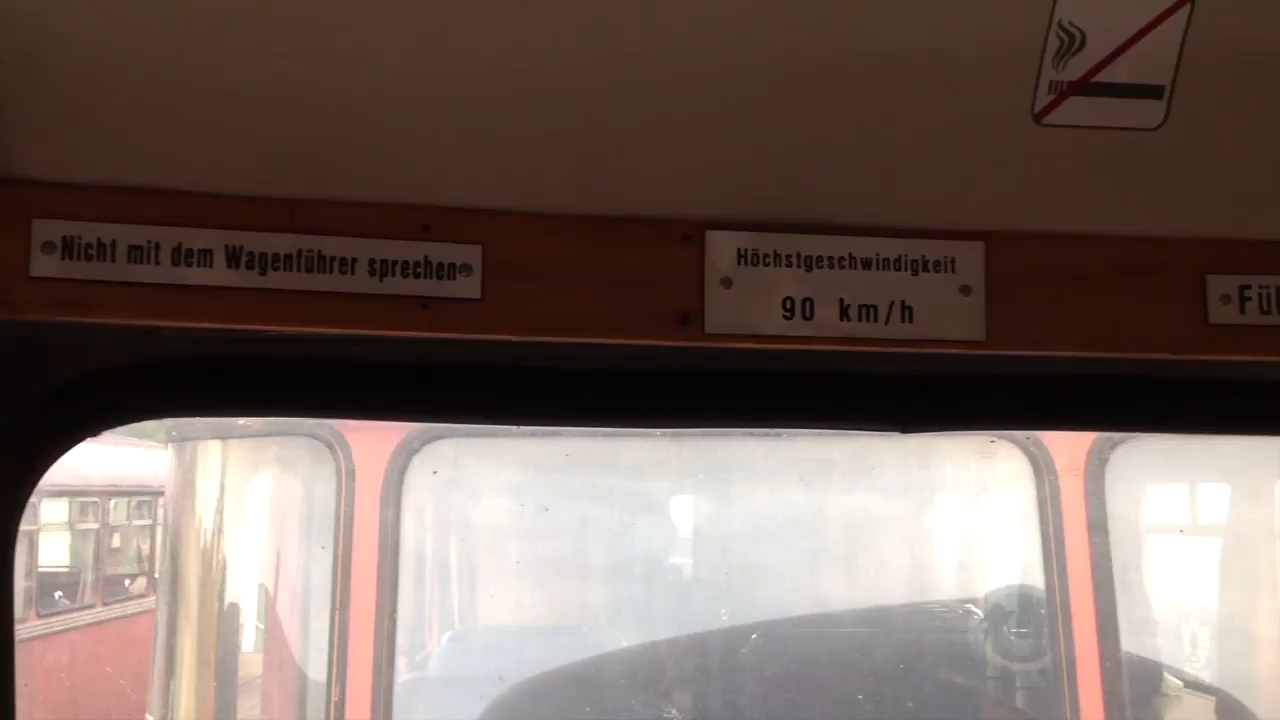 Nicht mit dem Wagenführer sprechen
Höchstgeschwindigkeit
90 km/h